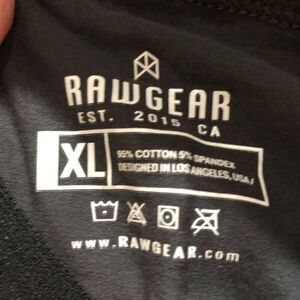 RAWGEAR
EST. 2015 CA
XL
95% COTTON 5% SPANDEX
DESIGNED IN LOS ANGELES, USA /
www.RAWGEAR.com